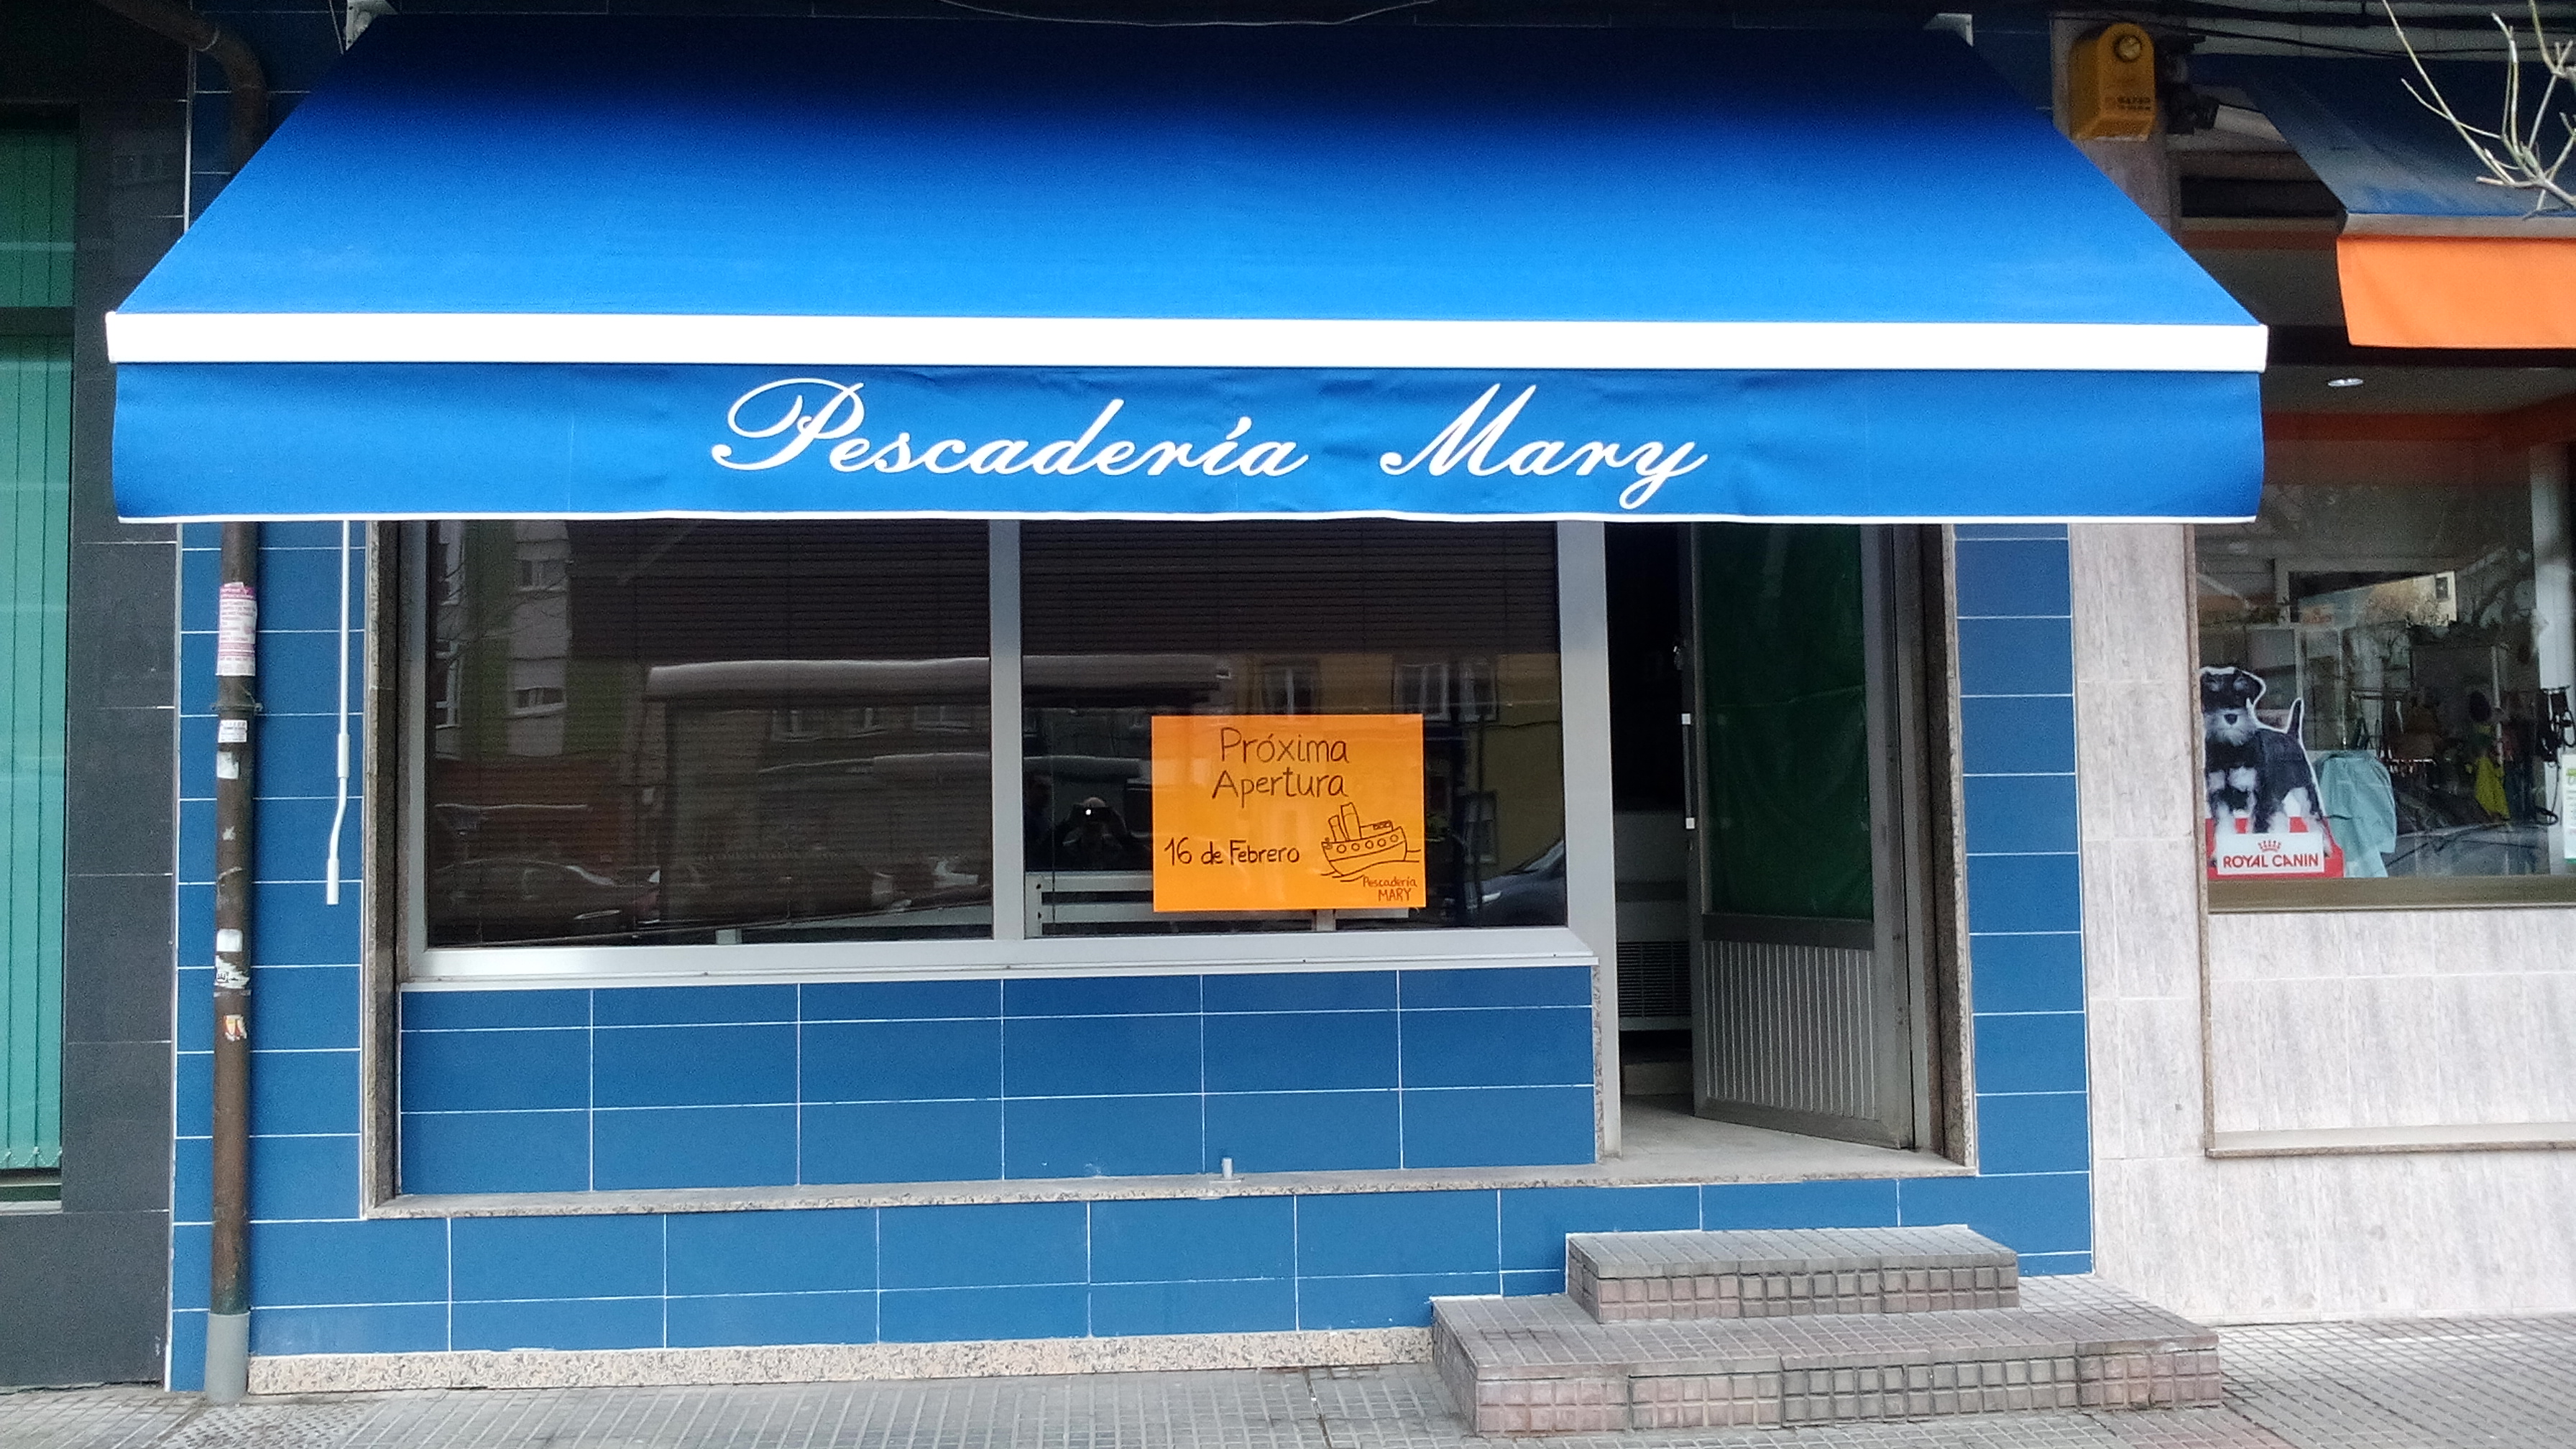 Pescadería Mary
Próxima
Apertura
16 de Febrero
Pescadería
MARY
ROYAL CANIN